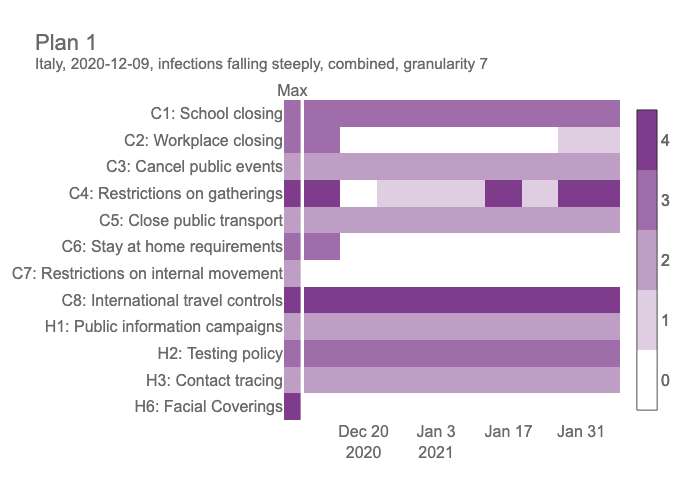 Plan 1
Italy, 2020-12-09, infections falling steeply, combined, granularity 7
Max
C1: School closing
C2: Workplace closing
C3: Cancel public events
C4: Restrictions on gatherings
C5: Close public transport
C6: Stay at home requirements
C7: Restrictions on internal movement
C8: International travel controls
H1: Public information campaigns
H2: Testing policy
H3: Contact tracing
H6: Facial Coverings
4
3
2
1
0
Dec 20 Jan 3 Jan 17 Jan 31
2020 2021